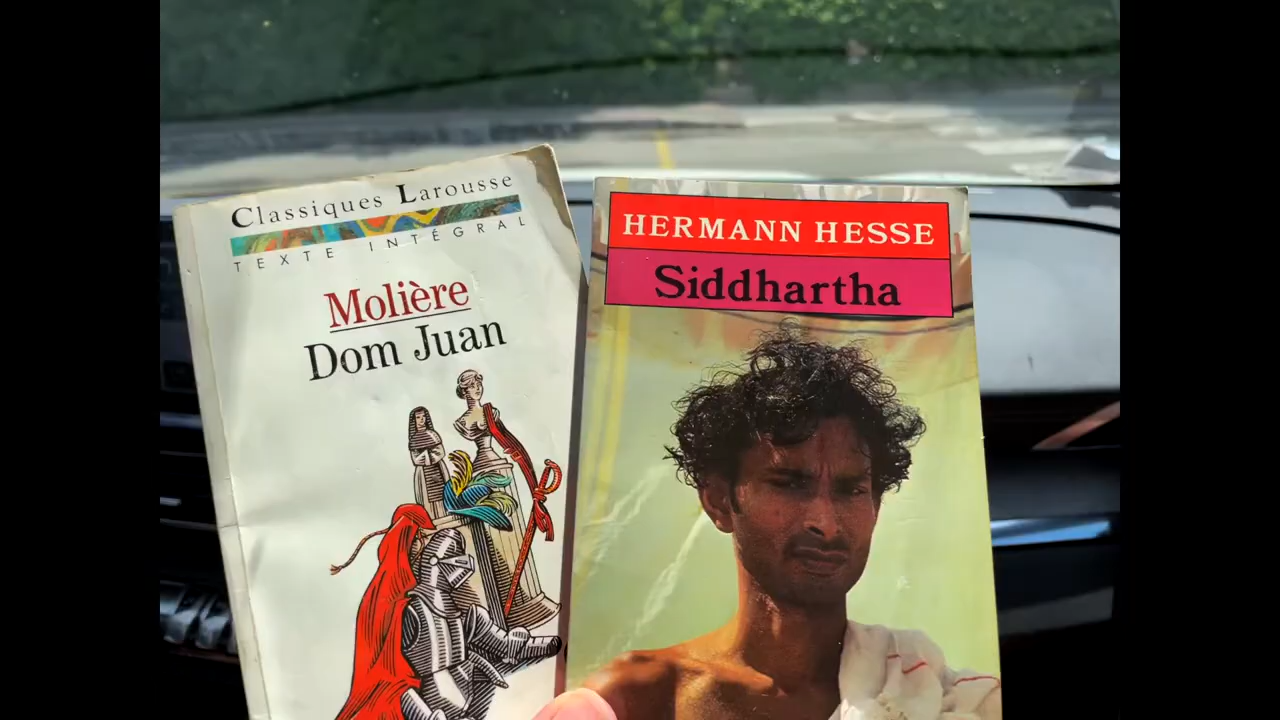 Classiques Larousse
TEXTE INTÉGRAL
Molière
Dom Juan
HERMANN HESSE
Siddhartha